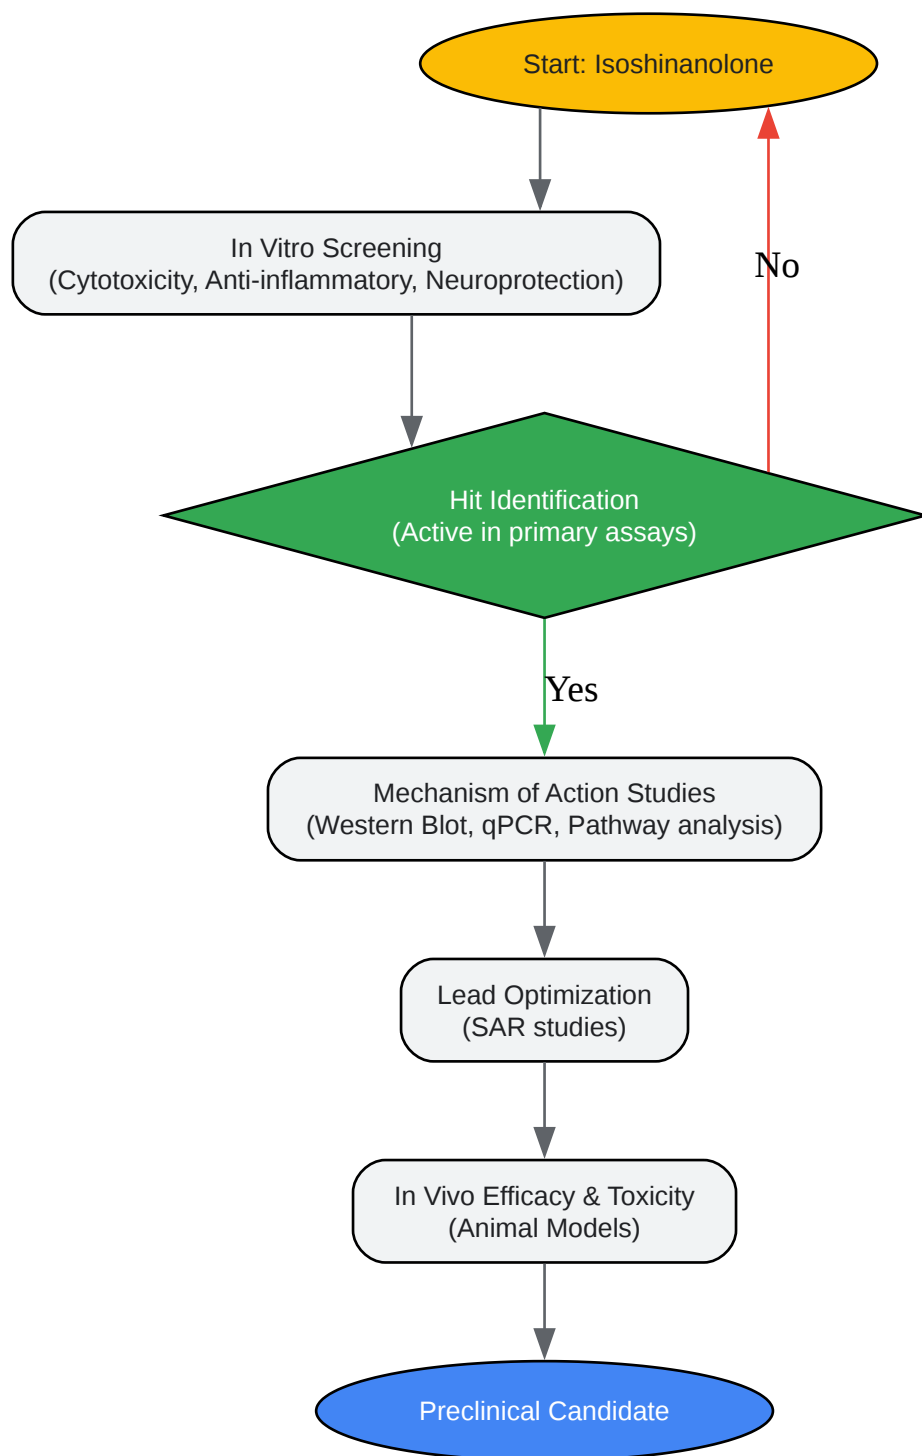 Start: Isoshinanolone
In Vitro Screening
(Cytotoxicity, Anti-inflammatory, Neuroprotection)
No
Hit Identification
(Active in primary assays)
Yes
Mechanism of Action Studies
(Western Blot, qPCR, Pathway analysis)
Lead Optimization
(SAR studies)
In Vivo Efficacy & Toxicity
(Animal Models)
Preclinical Candidate